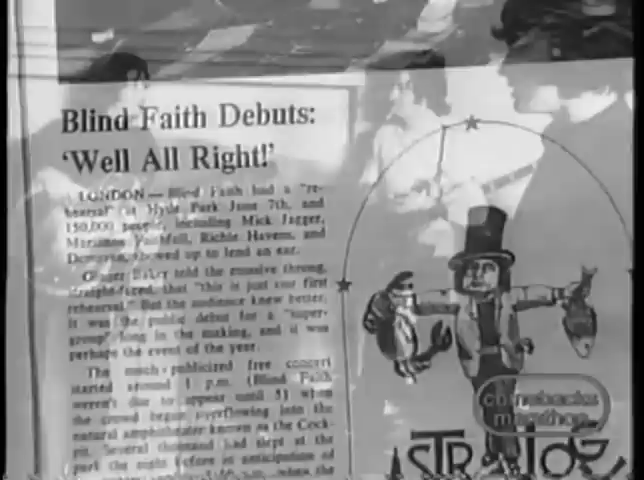 Blind Faith Debuts:
'Well All Right!'
LONDON — Blind Faith had a "re-
hearsal" at Hyde Park June 7th, and
150,000 people, including Mick Jagger,
Marianne Faithfull, Richie Havens, and
Donovan, showed up to lend an ear.
Ginger Baker told the massive throng,
straight-faced, that "this is just our first
rehearsal." But the audience knew better.
It was the public debut for a "super-
group" long in the making, and it was
perhaps the event of the year.
The much-publicized free concert
started around 1 p.m. (Blind Faith
weren't due to appear until 5) when
the crowd began overflowing into the
natural amphitheater known as the Cock-
pit. Several thousand had slept at the
park the night before in anticipation of
when the
comebacks
marathon